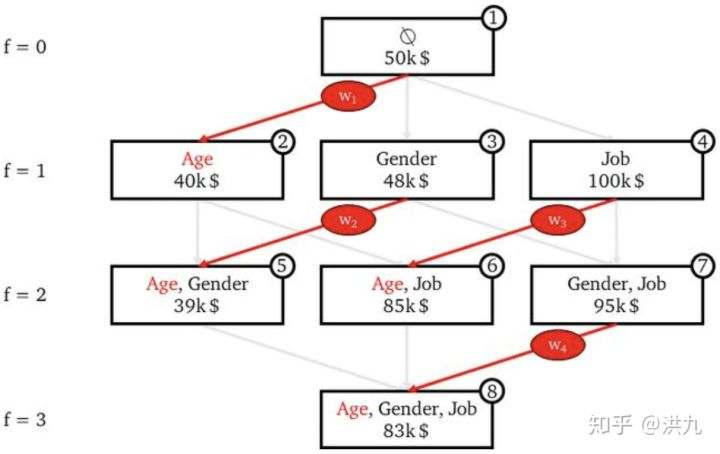 f = 0
∅
50k $
1
w₁
f = 1
Age
40k $
2
Gender
48k $
3
Job
100k $
4
w₂
w₃
f = 2
Age, Gender
39k $
5
Age, Job
85k $
6
Gender, Job
95k $
7
w₄
f = 3
Age, Gender, Job
83k $
8
知乎 @洪九